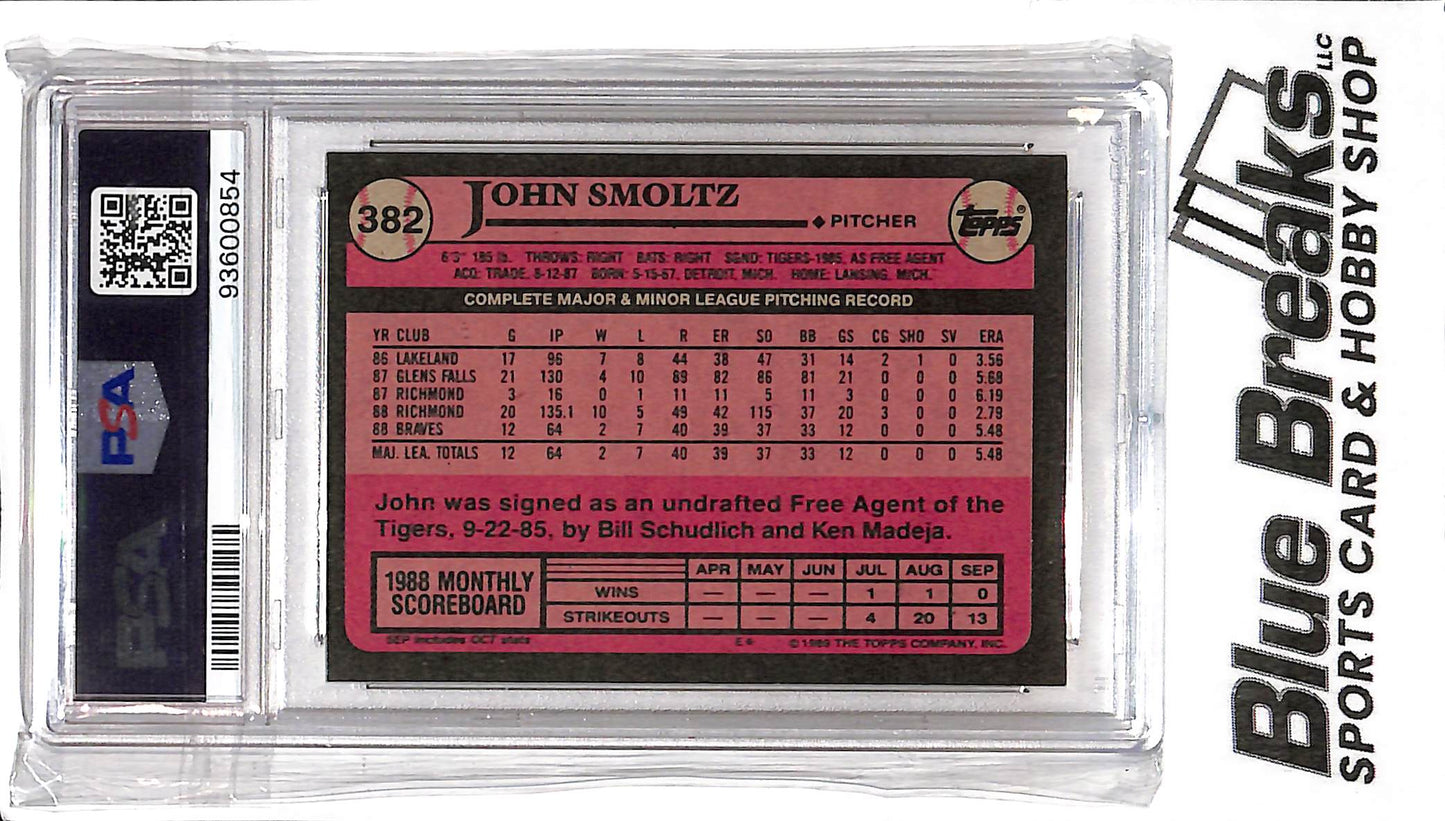 93600854
PSA
PSA
382
JOHN SMOLTZ
◆ PITCHER
TOPPS®
6'3" 185 lb. THROWS: RIGHT BATS: RIGHT SGND: TIGERS-1985, AS FREE AGENT
ACQ: TRADE, 8-12-87 BORN: 5-15-67, DETROIT, MICH. HOME: LANSING, MICH.
COMPLETE MAJOR & MINOR LEAGUE PITCHING RECORD
YR CLUB G IP W L R ER SO BB GS CG SHO SV ERA
86 LAKELAND 17 96 7 8 44 38 47 31 14 2 1 0 3.56
87 GLENS FALLS 21 130 4 10 89 82 86 81 21 0 0 0 5.68
87 RICHMOND 3 16 0 1 11 11 5 11 3 0 0 0 6.19
88 RICHMOND 20 135.1 10 5 49 42 115 37 20 3 0 0 2.79
88 BRAVES 12 64 2 7 40 39 37 33 12 0 0 0 5.48
MAJ. LEA. TOTALS 12 64 2 7 40 39 37 33 12 0 0 0 5.48
John was signed as an undrafted Free Agent of the
Tigers, 9-22-85, by Bill Schudlich and Ken Madeja.
1988 MONTHLY
SCOREBOARD
APR MAY JUN JUL AUG SEP
WINS — — — 1 1 0
STRIKEOUTS — — — 4 20 13
SEP includes OCT stats E6 © 1989 THE TOPPS COMPANY, INC.
Blue Breaks LLC
SPORTS CARD & HOBBY SHOP